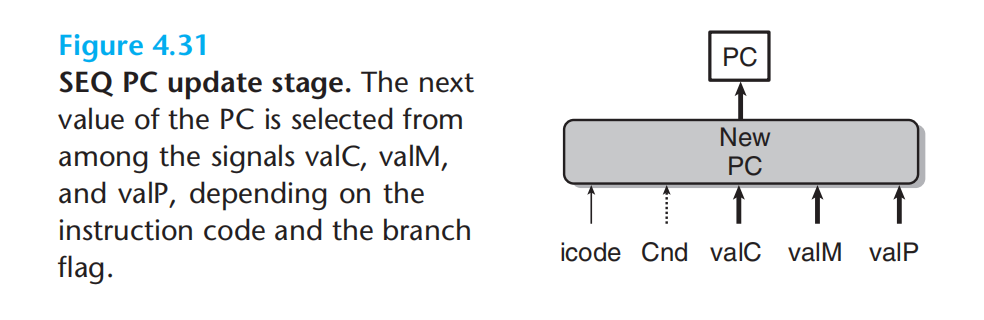 Figure 4.31
SEQ PC update stage. The next
value of the PC is selected from
among the signals valC, valM,
and valP, depending on the
instruction code and the branch
flag.
PC
New
PC
icode Cnd valC valM valP